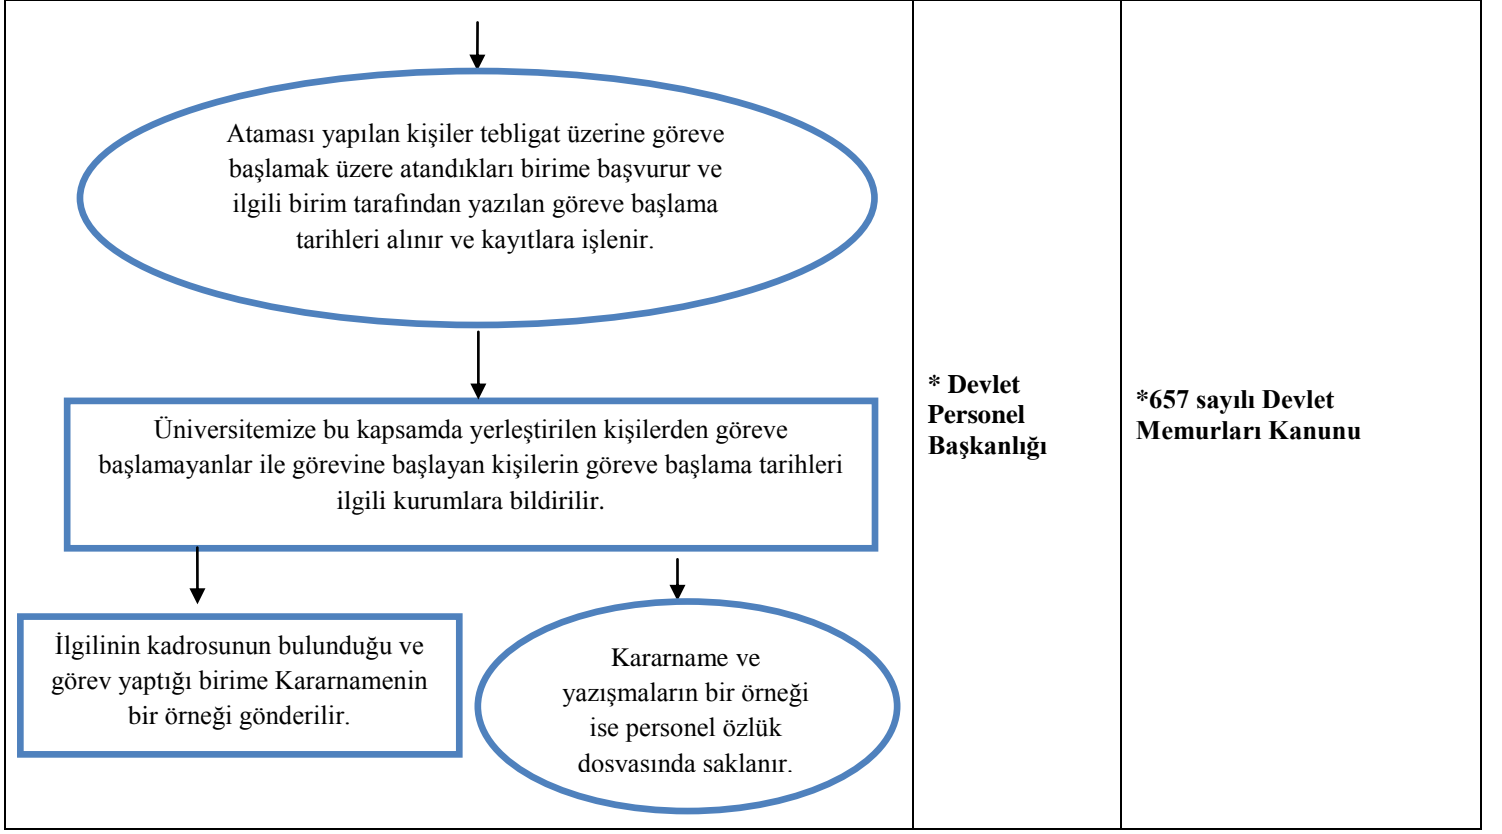 Ataması yapılan kişiler tebligat üzerine göreve
başlamak üzere atandıkları birime başvurur ve
ilgili birim tarafından yazılan göreve başlama
tarihleri alınır ve kayıtlara işlenir.
Üniversitemize bu kapsamda yerleştirilen kişilerden göreve
başlamayanlar ile görevine başlayan kişilerin göreve başlama tarihleri
ilgili kurumlara bildirilir.
İlgilinin kadrosunun bulunduğu ve
görev yaptığı birime Kararnamenin
bir örneği gönderilir.
Kararname ve
yazışmaların bir örneği
ise personel özlük
dosvasında saklanır.
* Devlet
Personel
Başkanlığı
*657 sayılı Devlet
Memurları Kanunu